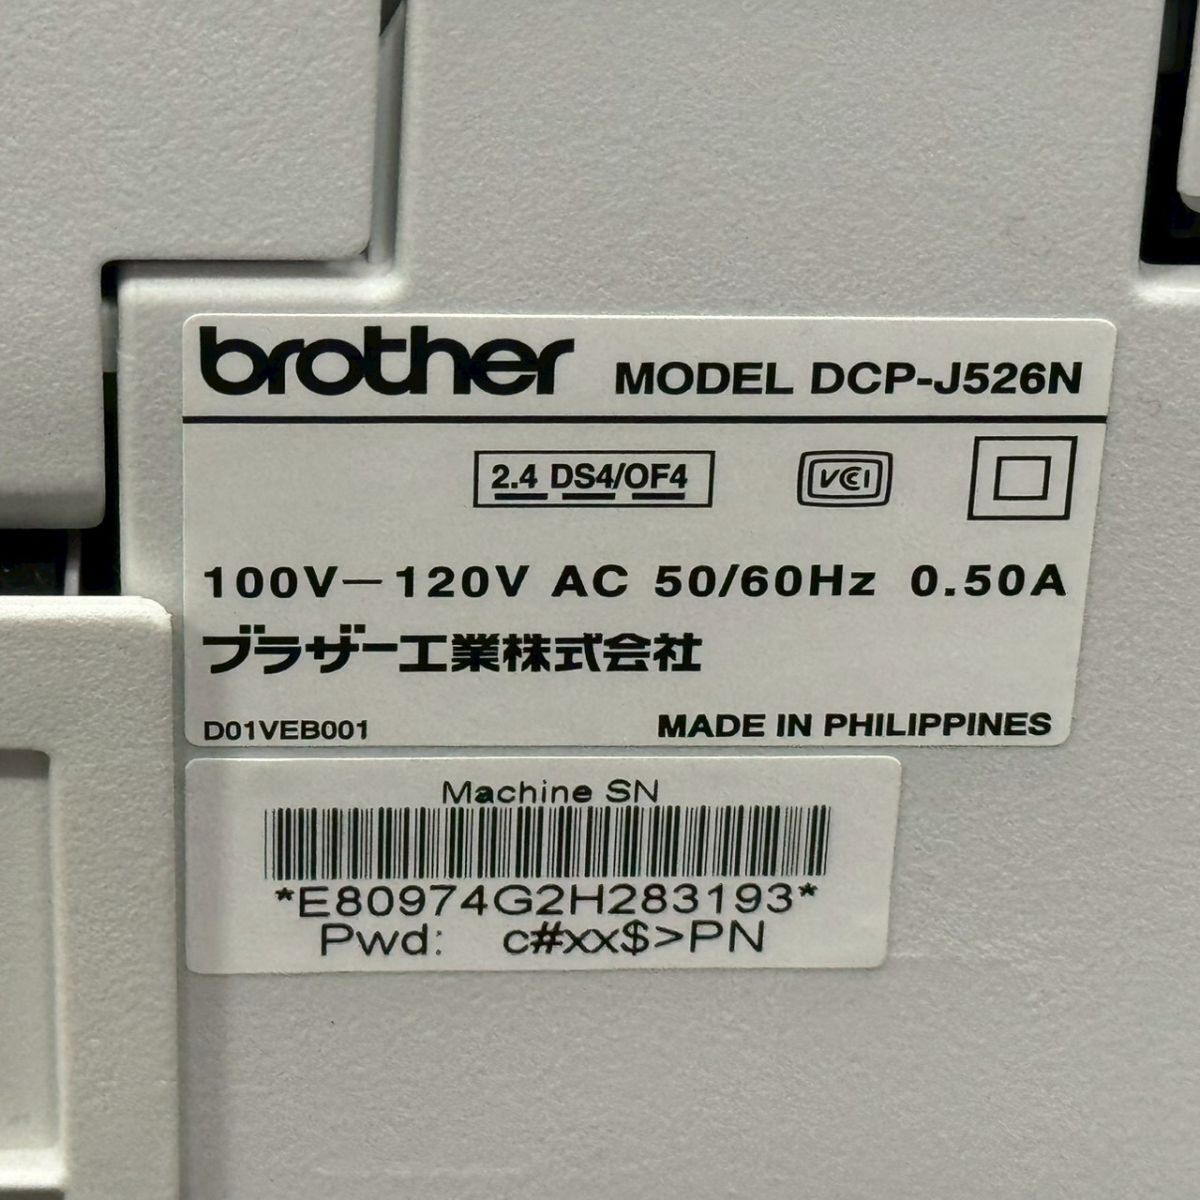 brother MODEL DCP-J526N
2.4 DS4/OF4 VCI
100V-120V AC 50/60Hz 0.50A
ブラザー工業株式会社
D01VEB001 MADE IN PHILIPPINES
Machine SN
*E80974G2H283193*
Pwd: c#xx$>PN